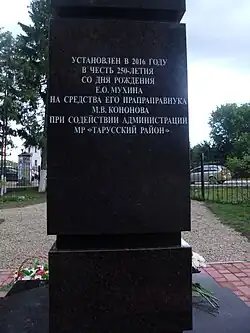 УСТАНОВЛЕН В 2016 ГОДУ
В ЧЕСТЬ 250-ЛЕТИЯ
СО ДНЯ РОЖДЕНИЯ
Е.О. МУХИНА
НА СРЕДСТВА ЕГО ПРАПРАПРАВНУКА
М.В. КОНОНОВА
ПРИ СОДЕЙСТВИИ АДМИНИСТРАЦИИ
МР «ТАРУССКИЙ РАЙОН»